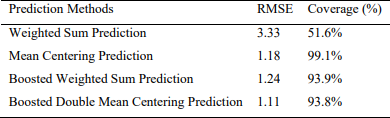 Prediction Methods RMSE Coverage (%)
Weighted Sum Prediction 3.33 51.6%
Mean Centering Prediction 1.18 99.1%
Boosted Weighted Sum Prediction 1.24 93.9%
Boosted Double Mean Centering Prediction 1.11 93.8%